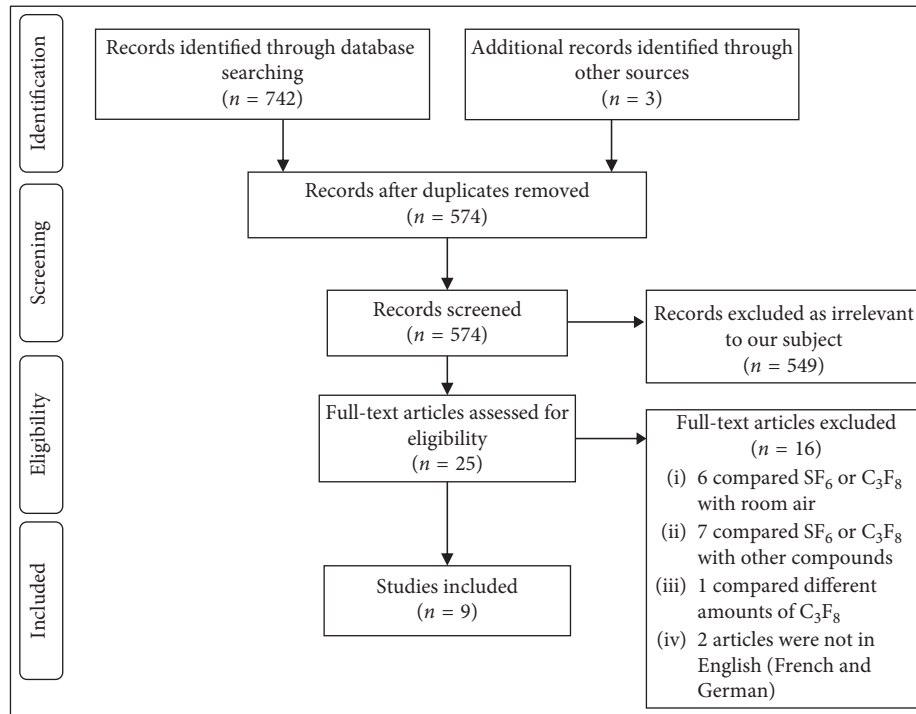 Identification
Records identified through database
searching
(n = 742)
Additional records identified through
other sources
(n = 3)
Screening
Records after duplicates removed
(n = 574)
Records screened
(n = 574)
Records excluded as irrelevant
to our subject
(n = 549)
Eligibility
Full-text articles assessed for
eligibility
(n = 25)
Full-text articles excluded
(n = 16)
(i) 6 compared SF₆ or C₃F₈
with room air
(ii) 7 compared SF₆ or C₃F₈
with other compounds
(iii) 1 compared different
amounts of C₃F₈
(iv) 2 articles were not in
English (French and
German)
Included
Studies included
(n = 9)